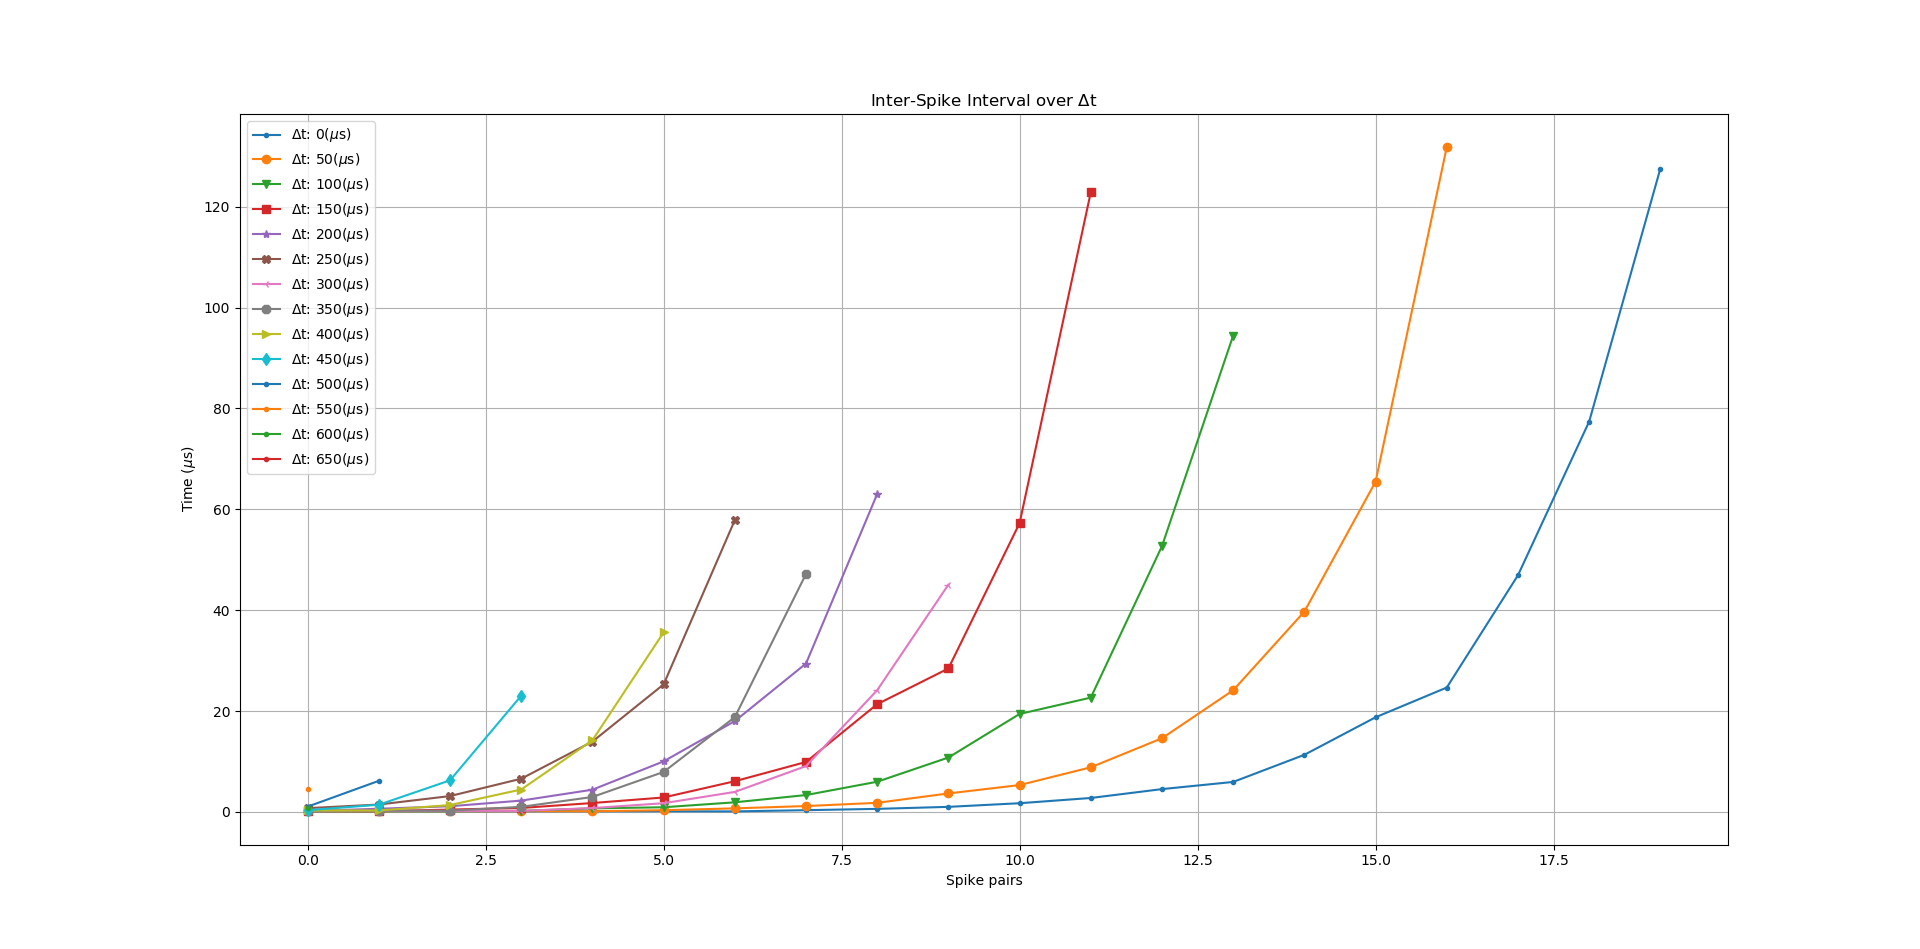 Inter-Spike Interval over Δt
Δt: 0(μs)
Δt: 50(μs)
Δt: 100(μs)
Δt: 150(μs)
Δt: 200(μs)
Δt: 250(μs)
Δt: 300(μs)
Δt: 350(μs)
Δt: 400(μs)
Δt: 450(μs)
Δt: 500(μs)
Δt: 550(μs)
Δt: 600(μs)
Δt: 650(μs)
Time (μs)
120
100
80
60
40
20
0
0.0 2.5 5.0 7.5 10.0 12.5 15.0 17.5
Spike pairs